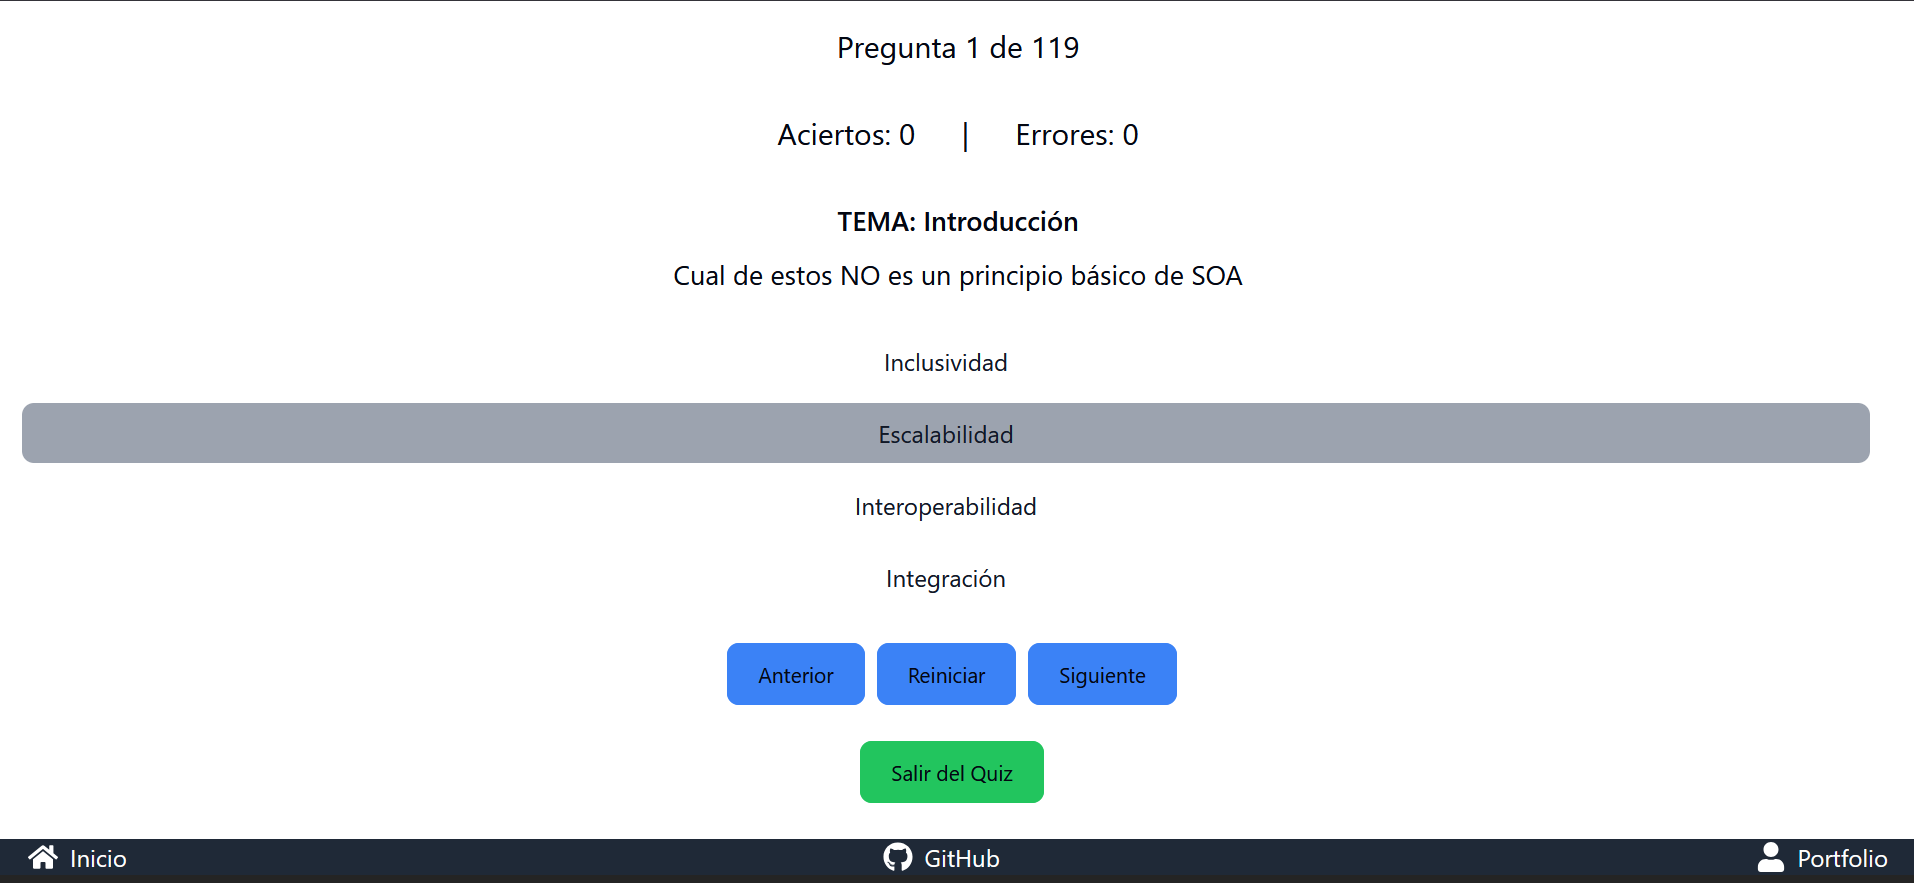 Pregunta 1 de 119
Aciertos: 0 | Errores: 0
TEMA: Introducción
Cual de estos NO es un principio básico de SOA
Inclusividad
Escalabilidad
Interoperabilidad
Integración
Anterior Reiniciar Siguiente
Salir del Quiz
Inicio GitHub Portfolio